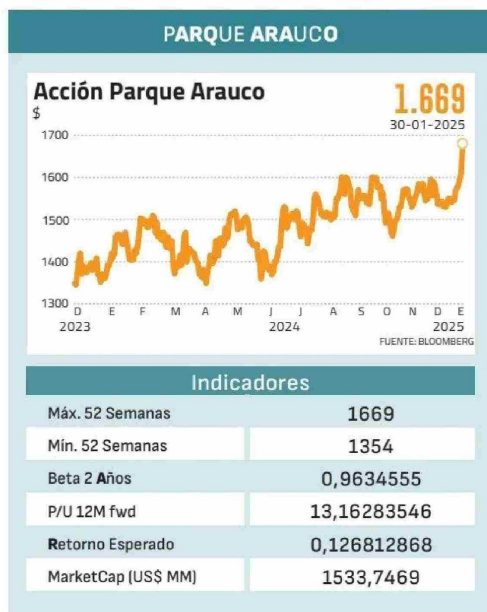 PARQUE ARAUCO
Acción Parque Arauco
$
1.669
30-01-2025
1700
1600
1500
1400
1300
D E F M A M J J A S O N D E
2023 2024 2025
FUENTE: BLOOMBERG
Indicadores
Máx. 52 Semanas 1669
Mín. 52 Semanas 1354
Beta 2 Años 0,9634555
P/U 12M fwd 13,16283546
Retorno Esperado 0,126812868
MarketCap (US$ MM) 1533,7469